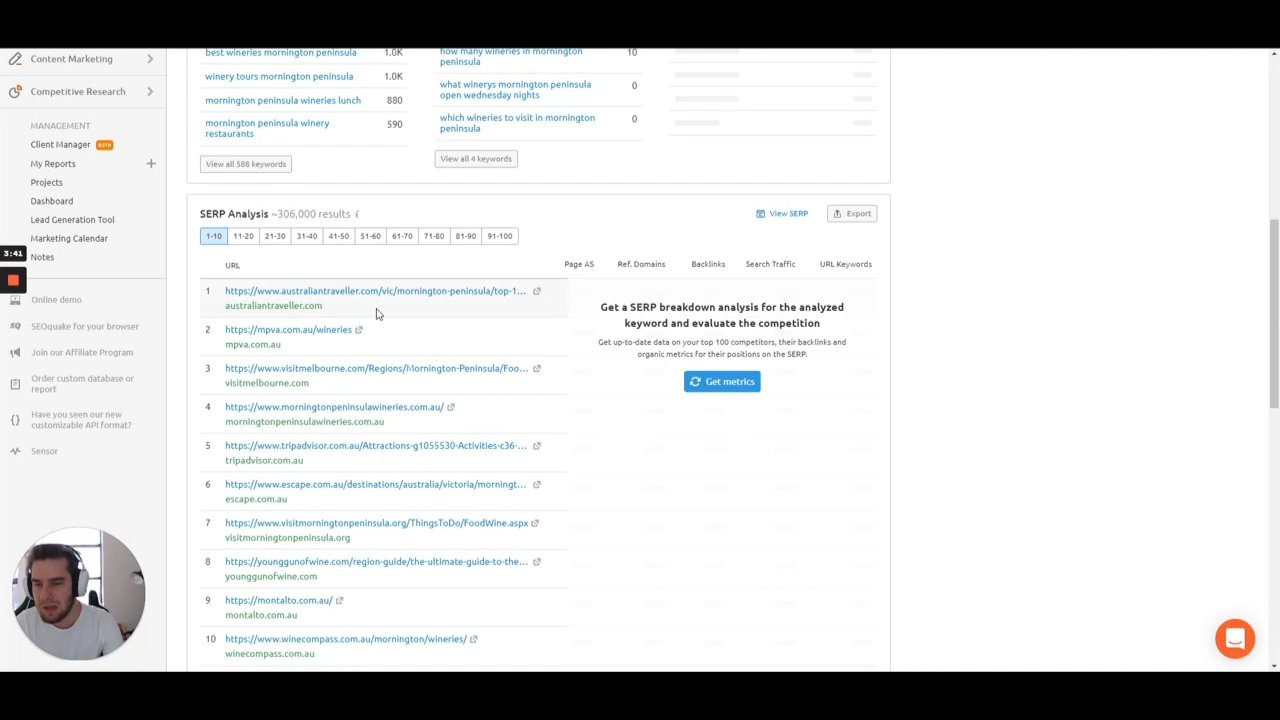 Content Marketing
Competitive Research
MANAGEMENT
Client Manager BETA
My Reports
Projects
Dashboard
Lead Generation Tool
Marketing Calendar
3:41
Notes
Online demo
SEOquake for your browser
Join our Affiliate Program
Order custom database or
report
Have you seen our new
customizable API format?
Sensor
best wineries mornington peninsula 1.0K
winery tours mornington peninsula 1.0K
mornington peninsula wineries lunch 880
mornington peninsula winery
restaurants 590
View all 588 keywords
how many wineries in mornington
peninsula 10
what winerys mornington peninsula
open wednesday nights 0
which wineries to visit in mornington
peninsula 0
View all 4 keywords
SERP Analysis ~306,000 results i
View SERP
Export
1-10 11-20 21-30 31-40 41-50 51-60 61-70 71-80 81-90 91-100
URL Page AS Ref. Domains Backlinks Search Traffic URL Keywords
1 https://www.australiantraveller.com/vic/mornington-peninsula/top-1...
australiantraveller.com
2 https://mpva.com.au/wineries
mpva.com.au
3 https://www.visitmelbourne.com/Regions/Mornington-Peninsula/Foo...
visitmelbourne.com
4 https://www.morningtonpeninsulawineries.com.au/
morningtonpeninsulawineries.com.au
5 https://www.tripadvisor.com.au/Attractions-g1055530-Activities-c36-...
tripadvisor.com.au
6 https://www.escape.com.au/destinations/australia/victoria/morningt...
escape.com.au
7 https://www.visitmorningtonpeninsula.org/ThingsToDo/FoodWine.aspx
visitmorningtonpeninsula.org
8 https://younggunofwine.com/region-guide/the-ultimate-guide-to-the...
younggunofwine.com
9 https://montalto.com.au/
montalto.com.au
10 https://www.winecompass.com.au/mornington/wineries/
winecompass.com.au
Get a SERP breakdown analysis for the analyzed
keyword and evaluate the competition
Get up-to-date data on your top 100 competitors, their backlinks and
organic metrics for their positions on the SERP.
Get metrics